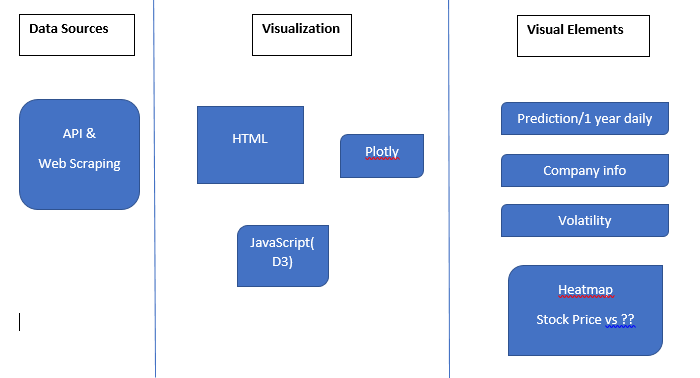 Data Sources
API &
Web Scraping
Visualization
HTML
Plotly
JavaScript(
D3)
Visual Elements
Prediction/1 year daily
Company info
Volatility
Heatmap
Stock Price vs ??